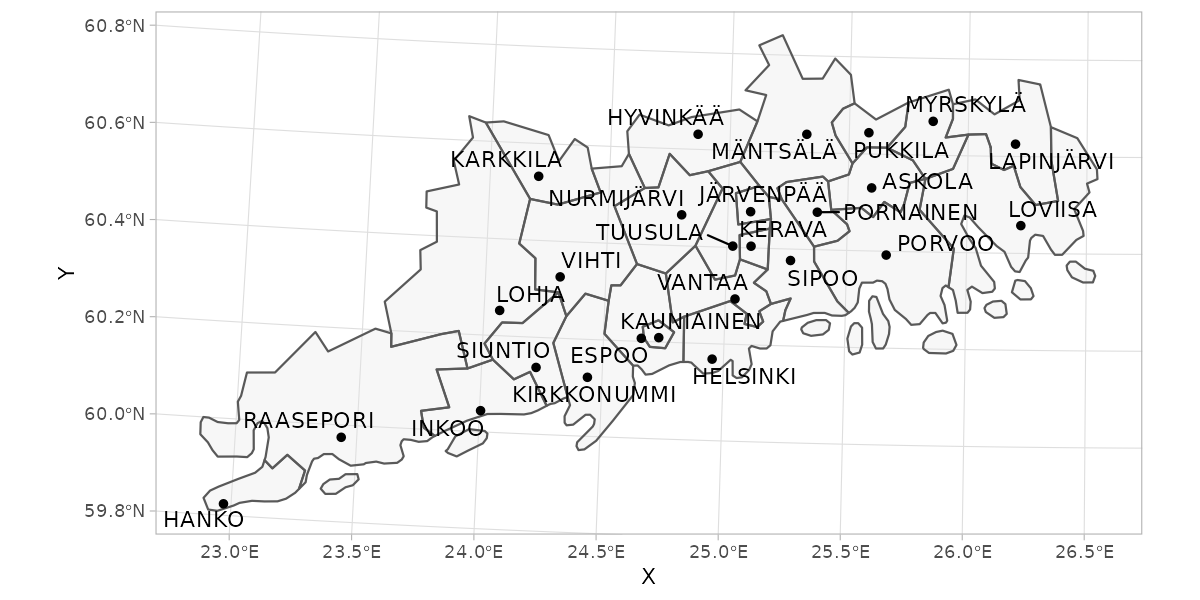 60.8°N
60.6°N
60.4°N
60.2°N
60.0°N
59.8°N
Y
MYRSKYLÄ
HYVINKÄÄ
MÄNTSÄLÄ
PUKKILA
KARKKILA
LAPINJÄRVI
ASKOLA
NURMIJÄRVI
JÄRVENPÄÄ
PORNAINEN
LOVIISA
TUUSULA
KERAVA
PORVOO
VIHTI
SIPOO
VANTAA
LOHJA
KAUNIAINEN
SIUNTIO
ESPOO
HELSINKI
KIRKKONUMMI
RAASEPORI
INKOO
HANKO
23.0°E
23.5°E
24.0°E
24.5°E
25.0°E
25.5°E
26.0°E
26.5°E
X